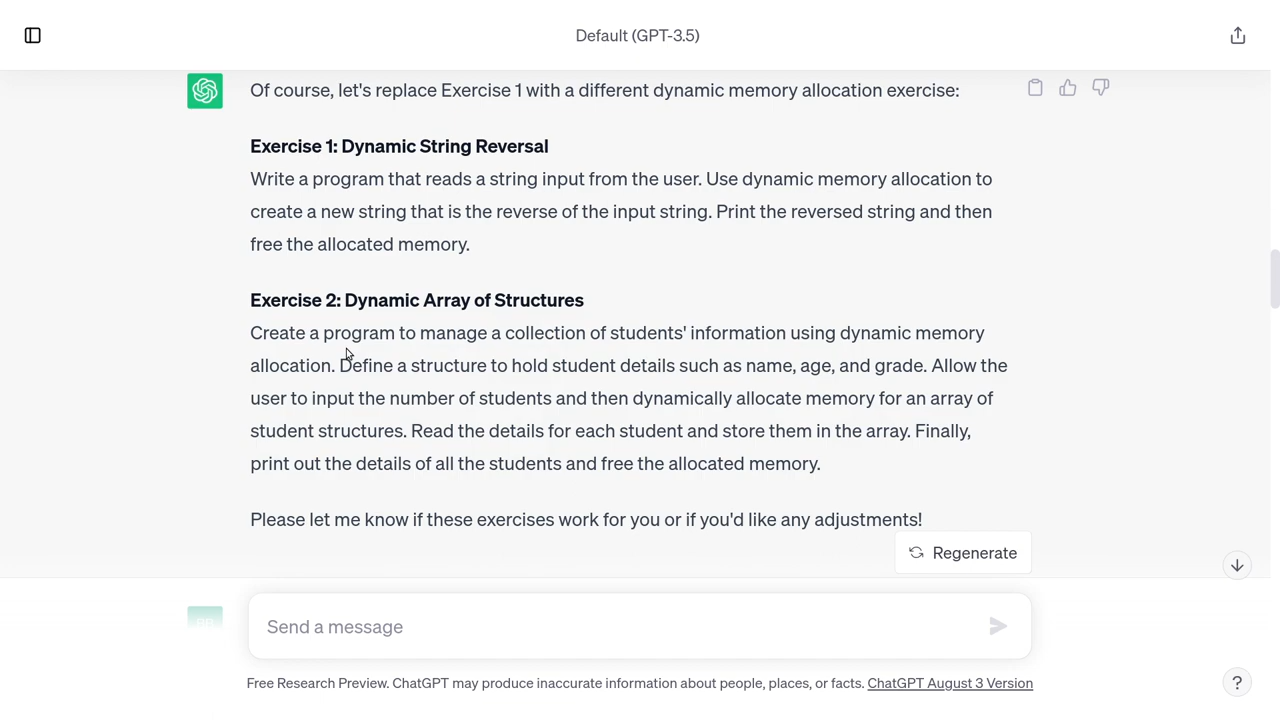 Default (GPT-3.5)
Of course, let's replace Exercise 1 with a different dynamic memory allocation exercise:
Exercise 1: Dynamic String Reversal
Write a program that reads a string input from the user. Use dynamic memory allocation to
create a new string that is the reverse of the input string. Print the reversed string and then
free the allocated memory.
Exercise 2: Dynamic Array of Structures
Create a program to manage a collection of students' information using dynamic memory
allocation. Define a structure to hold student details such as name, age, and grade. Allow the
user to input the number of students and then dynamically allocate memory for an array of
student structures. Read the details for each student and store them in the array. Finally,
print out the details of all the students and free the allocated memory.
Please let me know if these exercises work for you or if you'd like any adjustments!
Regenerate
Send a message
Free Research Preview. ChatGPT may produce inaccurate information about people, places, or facts. ChatGPT August 3 Version
?